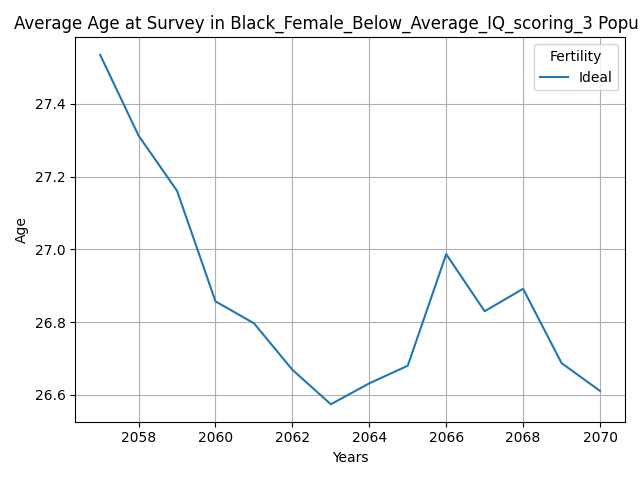 Average Age at Survey in Black_Female_Below_Average_IQ_scoring_3 Popu
Fertility
Ideal
27.4
27.2
27.0
26.8
26.6
Age
2058 2060 2062 2064 2066 2068 2070
Years